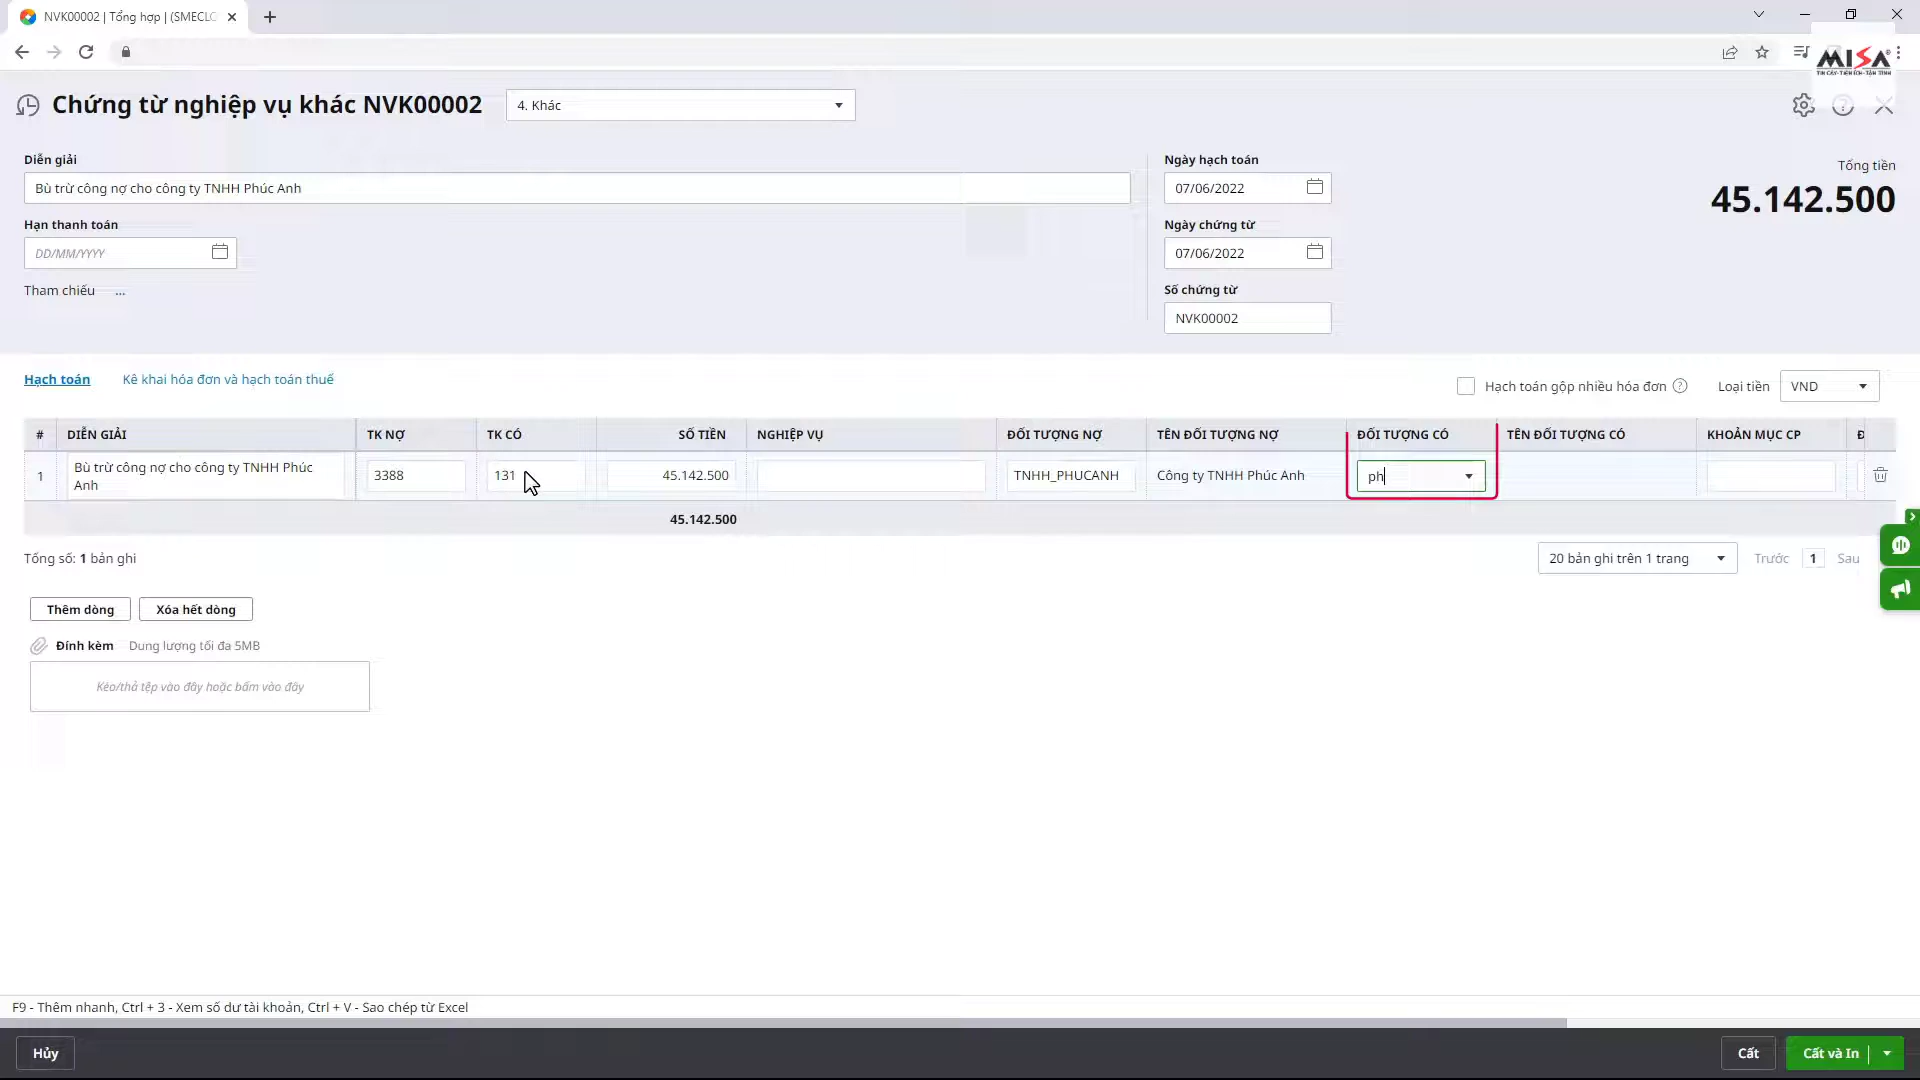 NVK00002 | Tổng hợp | (SMECLO
MISA
TIN CẬY-TIỆN ÍCH-TẬN TÌNH
Chứng từ nghiệp vụ khác NVK00002
4. Khác
Diễn giải
Bù trừ công nợ cho công ty TNHH Phúc Anh
Hạn thanh toán
DD/MM/YYYY
Tham chiếu ...
Ngày hạch toán
07/06/2022
Ngày chứng từ
07/06/2022
Số chứng từ
NVK00002
Tổng tiền
45.142.500
Hạch toán Kê khai hóa đơn và hạch toán thuế
Hạch toán gộp nhiều hóa đơn ? Loại tiền VND
# DIỄN GIẢI TK NỢ TK CÓ SỐ TIỀN NGHIỆP VỤ ĐỐI TƯỢNG NỢ TÊN ĐỐI TƯỢNG NỢ ĐỐI TƯỢNG CÓ TÊN ĐỐI TƯỢNG CÓ KHOẢN MỤC CP Đ
1 Bù trừ công nợ cho công ty TNHH Phúc Anh 3388 131 45.142.500 TNHH_PHUCANH Công ty TNHH Phúc Anh ph
45.142.500
Tổng số: 1 bản ghi
20 bản ghi trên 1 trang Trước 1 Sau
Thêm dòng Xóa hết dòng
Đính kèm Dung lượng tối đa 5MB
Kéo/thả tệp vào đây hoặc bấm vào đây
F9 - Thêm nhanh, Ctrl + 3 - Xem số dư tài khoản, Ctrl + V - Sao chép từ Excel
Hủy Cất Cất và In